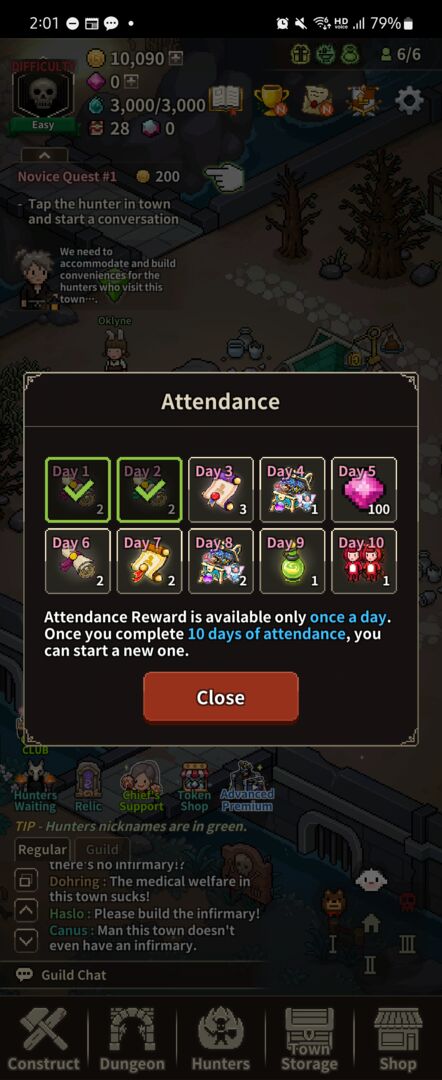 2:01
HD
79%
DIFFICULTY
Easy
10,090
0
3,000/3,000
28
0
6/6
N
N
Novice Quest #1
200
- Tap the hunter in town
and start a conversation
We need to
accommodate and build
conveniences for the
hunters who visit this
town···.
Oklyne
Attendance
Day 1
2
Day 2
2
Day 3
3
Day 4
1
Day 5
100
Day 6
2
Day 7
2
Day 8
2
Day 9
1
Day 10
1
Attendance Reward is available only once a day.
Once you complete 10 days of attendance, you
can start a new one.
Close
CLUB
Hunters
Waiting
Relic
Chief's
Support
Token
Shop
Advanced
Premium
TIP - Hunters nicknames are in green.
Regular
Guild
there's no infirmary!?
Dohring : The medical welfare in
this town sucks!
Haslo : Please build the infirmary!
Canus : Man this town doesn't
even have an infirmary.
I
II
III
Guild Chat
Construct
Dungeon
Hunters
Town
Storage
Shop